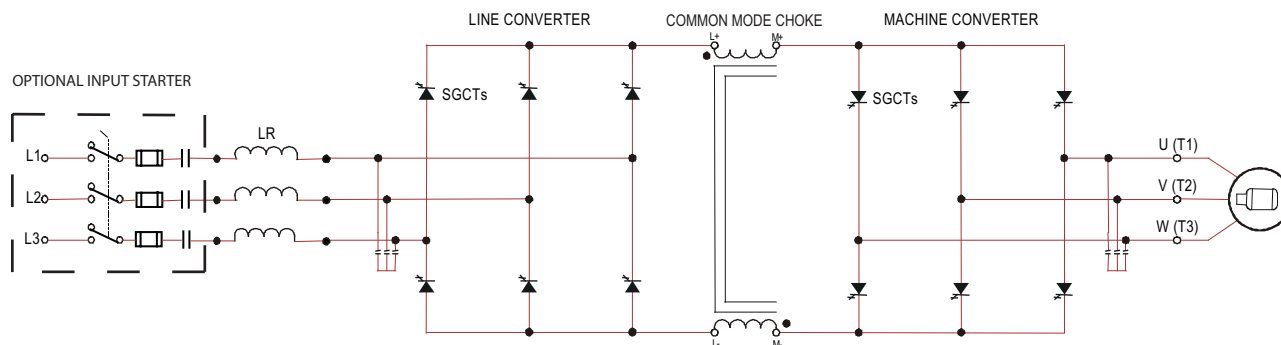 LINE CONVERTER
COMMON MODE CHOKE
MACHINE CONVERTER
L+
M+
OPTIONAL INPUT STARTER
SGCTs
SGCTs
LR
L1
L2
L3
U (T1)
V (T2)
W (T3)
L-
M-